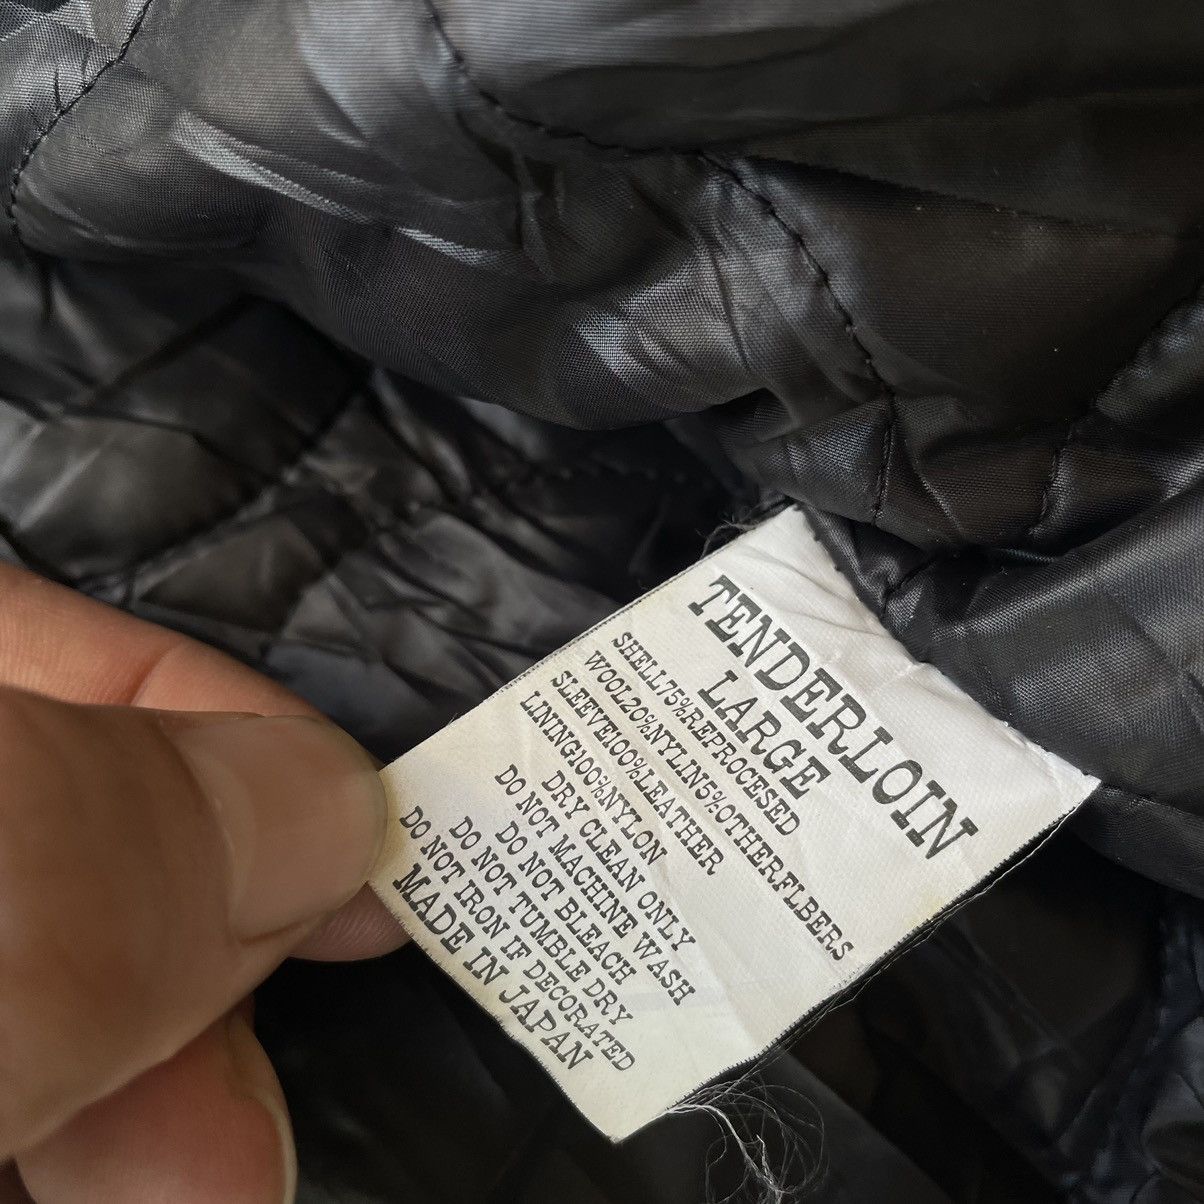 TENDERLOIN
LARGE
SHELL75%REPROCESED
WOOL20%NYLIN5%OTHERFLBERS
SLEEVE100%LEATHER
LINING100%NYLON
DRY CLEAN ONLY
DO NOT MACHINE WASH
DO NOT BLEACH
DO NOT TUMBLE DRY
DO NOT IRON IF DECORATED
MADE IN JAPAN